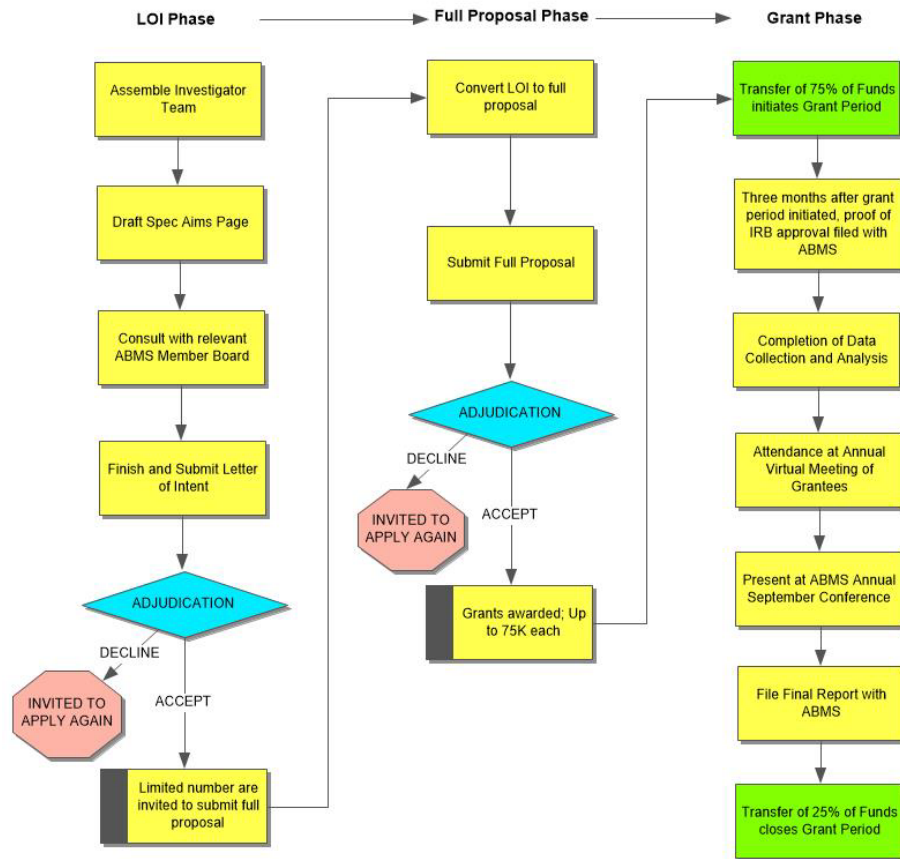 LOI Phase
Full Proposal Phase
Grant Phase
Assemble Investigator
Team
Draft Spec Aims Page
Consult with relevant
ABMS Member Board
Finish and Submit Letter
of Intent
ADJUDICATION
DECLINE
INVITED TO
APPLY AGAIN
ACCEPT
Limited number are
invited to submit full
proposal
Convert LOI to full
proposal
Submit Full Proposal
ADJUDICATION
DECLINE
INVITED TO
APPLY AGAIN
ACCEPT
Grants awarded; Up
to 75K each
Transfer of 75% of Funds
initiates Grant Period
Three months after grant
period initiated, proof of
IRB approval filed with
ABMS
Completion of Data
Collection and Analysis
Attendance at Annual
Virtual Meeting of
Grantees
Present at ABMS Annual
September Conference
File Final Report with
ABMS
Transfer of 25% of Funds
closes Grant Period